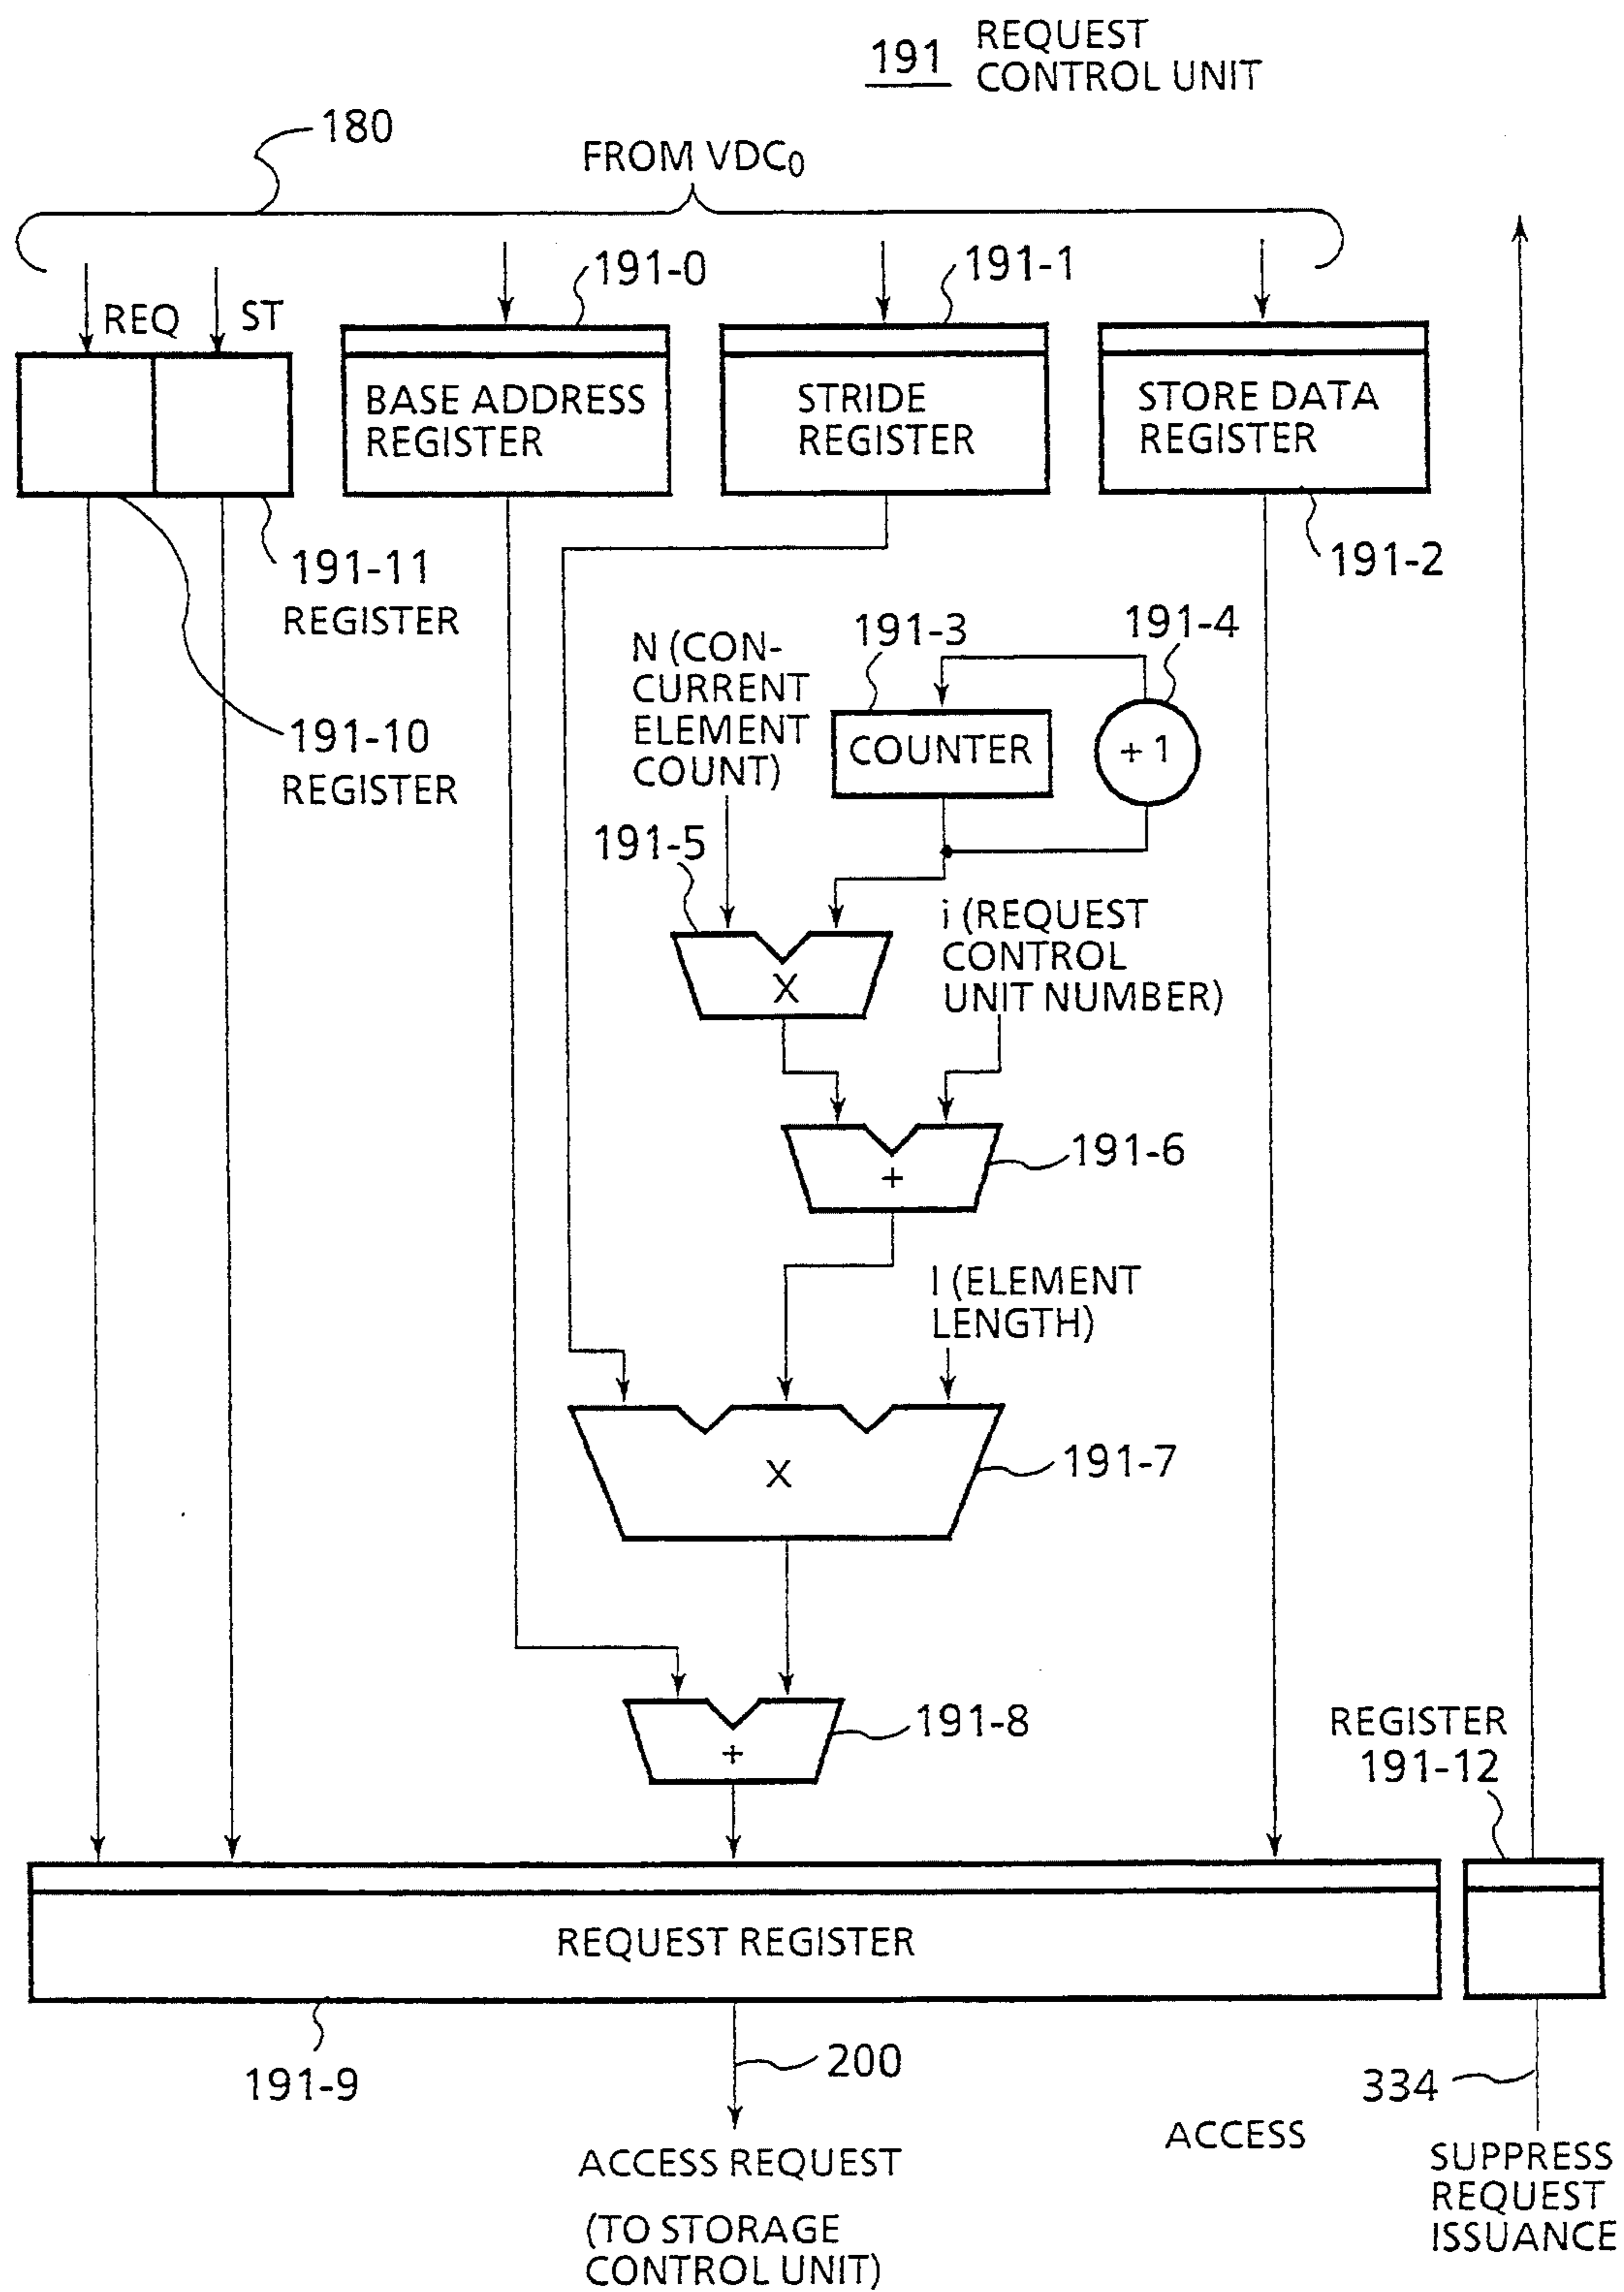 191 REQUEST
CONTROL UNIT
180
FROM VDC0
191-0
191-1
REQ
ST
BASE ADDRESS
REGISTER
STRIDE
REGISTER
STORE DATA
REGISTER
191-11
REGISTER
191-2
191-10
REGISTER
N (CON-
CURRENT
ELEMENT
COUNT)
191-3
191-4
COUNTER
+ 1
191-5
X
i (REQUEST
CONTROL
UNIT NUMBER)
191-6
+
l (ELEMENT
LENGTH)
X
191-7
191-8
+
REGISTER
191-12
REQUEST REGISTER
191-9
200
334
ACCESS REQUEST
(TO STORAGE
CONTROL UNIT)
ACCESS
SUPPRESS
REQUEST
ISSUANCE